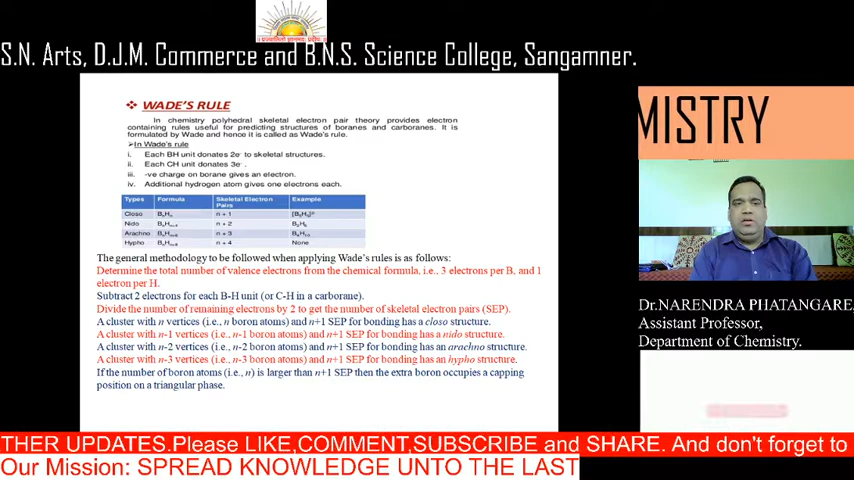 S.N. Arts, D.J.M. Commerce and B.N.S. Science College, Sangamner.
❖ WADE'S RULE
In chemistry polyhedral skeletal electron pair theory provides electron
containing rules useful for predicting structures of boranes and carboranes. It is
formulated by Wade and hence it is called as Wade's rule.
➢In Wade's rule
i. Each BH unit donates 2e⁻ to skeletal structures.
ii. Each CH unit donates 3e⁻ .
iii. -ve charge on borane gives an electron.
iv. Additional hydrogen atom gives one electrons each.
Types Formula Skeletal Electron Pairs Example
Closo n + 1
Nido n + 2
Arachno n + 3
Hypho n + 4 None
The general methodology to be followed when applying Wade's rules is as follows:
Determine the total number of valence electrons from the chemical formula, i.e., 3 electrons per B, and 1
electron per H.
Subtract 2 electrons for each B-H unit (or C-H in a carborane).
Divide the number of remaining electrons by 2 to get the number of skeletal electron pairs (SEP).
A cluster with n vertices (i.e., n boron atoms) and n+1 SEP for bonding has a closo structure.
A cluster with n-1 vertices (i.e., n-1 boron atoms) and n+1 SEP for bonding has a nido structure.
A cluster with n-2 vertices (i.e., n-2 boron atoms) and n+1 SEP for bonding has an arachno structure.
A cluster with n-3 vertices (i.e., n-3 boron atoms) and n+1 SEP for bonding has an hypho structure.
If the number of boron atoms (i.e., n) is larger than n+1 SEP then the extra boron occupies a capping
position on a triangular phase.
MISTRY
Dr.NARENDRA PHATANGARE,
Assistant Professor,
Department of Chemistry.
THER UPDATES.Please LIKE,COMMENT,SUBSCRIBE and SHARE. And don't forget to
Our Mission: SPREAD KNOWLEDGE UNTO THE LAST